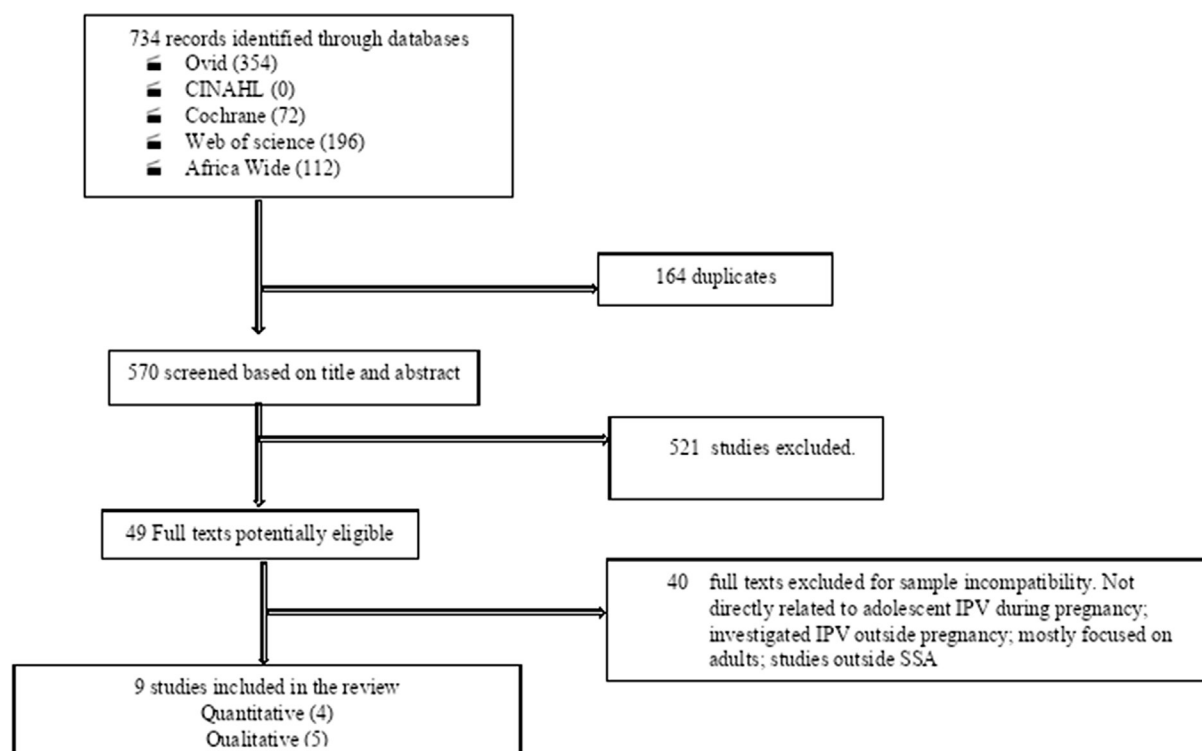 734 records identified through databases
Ovid (354)
CINAHL (0)
Cochrane (72)
Web of science (196)
Africa Wide (112)
164 duplicates
570 screened based on title and abstract
521 studies excluded.
49 Full texts potentially eligible
40 full texts excluded for sample incompatibility. Not
directly related to adolescent IPV during pregnancy;
investigated IPV outside pregnancy; mostly focused on
adults; studies outside SSA
9 studies included in the review
Quantitative (4)
Qualitative (5)